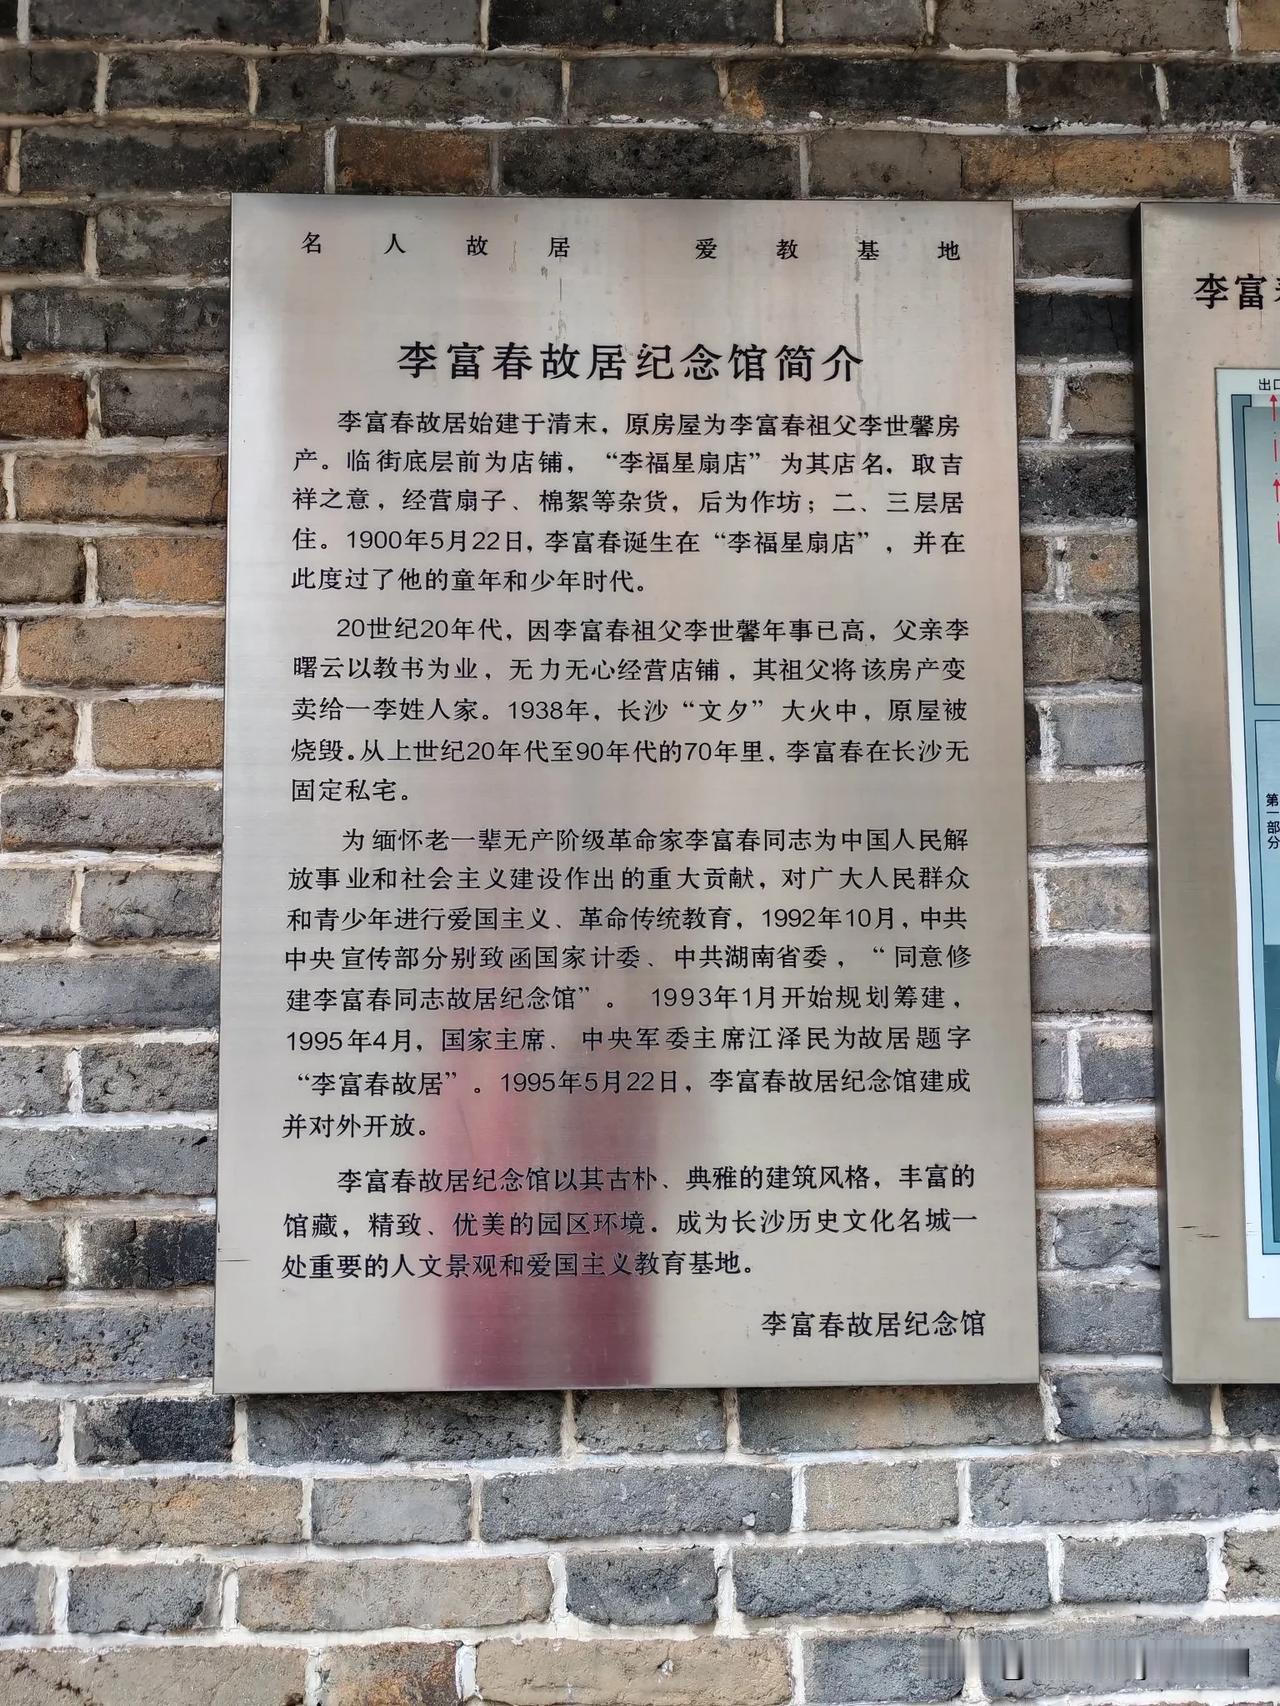 名人故居 爱教基地
李富春故居纪念馆简介
李富春故居始建于清末，原房屋为李富春祖父李世馨房
产。临街底层前为店铺，“李福星扇店”为其店名，取吉
祥之意，经营扇子、棉絮等杂货，后为作坊；二、三层居
住。1900年5月22日，李富春诞生在“李福星扇店”，并在
此度过了他的童年和少年时代。
20世纪20年代，因李富春祖父李世馨年事已高，父亲李
曙云以教书为业，无力无心经营店铺，其祖父将该房产变
卖给一李姓人家。1938年，长沙“文夕”大火中，原屋被
烧毁。从上世纪20年代至90年代的70年里，李富春在长沙无
固定私宅。
为缅怀老一辈无产阶级革命家李富春同志为中国人民解
放事业和社会主义建设作出的重大贡献，对广大人民群众
和青少年进行爱国主义、革命传统教育，1992年10月，中共
中央宣传部分别致函国家计委、中共湖南省委，“同意修
建李富春同志故居纪念馆”。 1993年1月开始规划筹建，
1995年4月，国家主席、中央军委主席江泽民为故居题字
“李富春故居”。1995年5月22日，李富春故居纪念馆建成
并对外开放。
李富春故居纪念馆以其古朴、典雅的建筑风格，丰富的
馆藏，精致、优美的园区环境．成为长沙历史文化名城一
处重要的人文景观和爱国主义教育基地。
李富春故居纪念馆
李富春
出口
第一部分